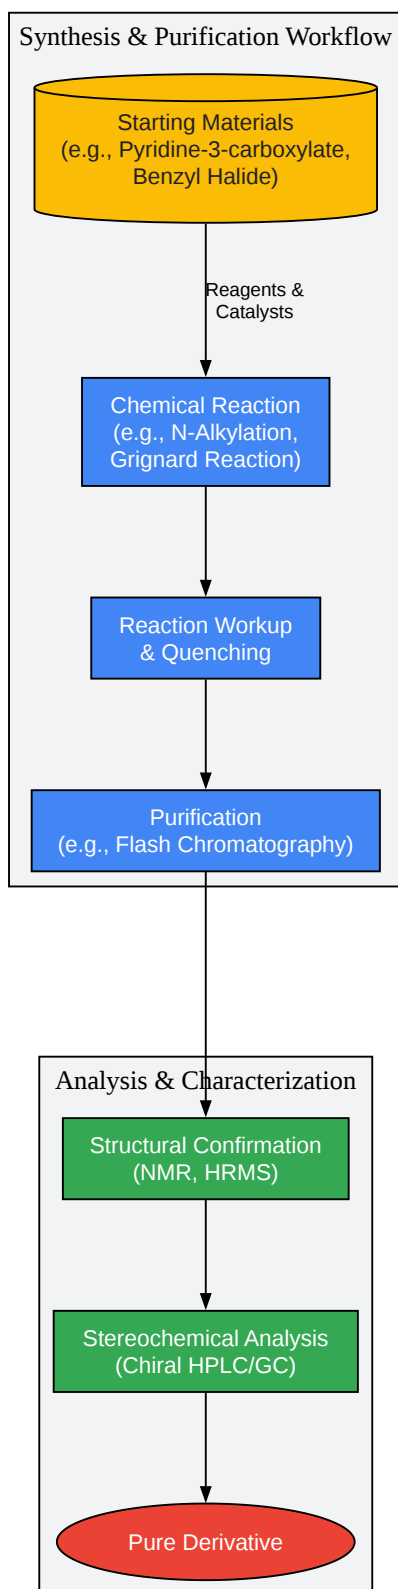 Synthesis & Purification Workflow
Starting Materials
(e.g., Pyridine-3-carboxylate,
Benzyl Halide)
Reagents &
Catalysts
Chemical Reaction
(e.g., N-Alkylation,
Grignard Reaction)
Reaction Workup
& Quenching
Purification
(e.g., Flash Chromatography)
Analysis & Characterization
Structural Confirmation
(NMR, HRMS)
Stereochemical Analysis
(Chiral HPLC/GC)
Pure Derivative